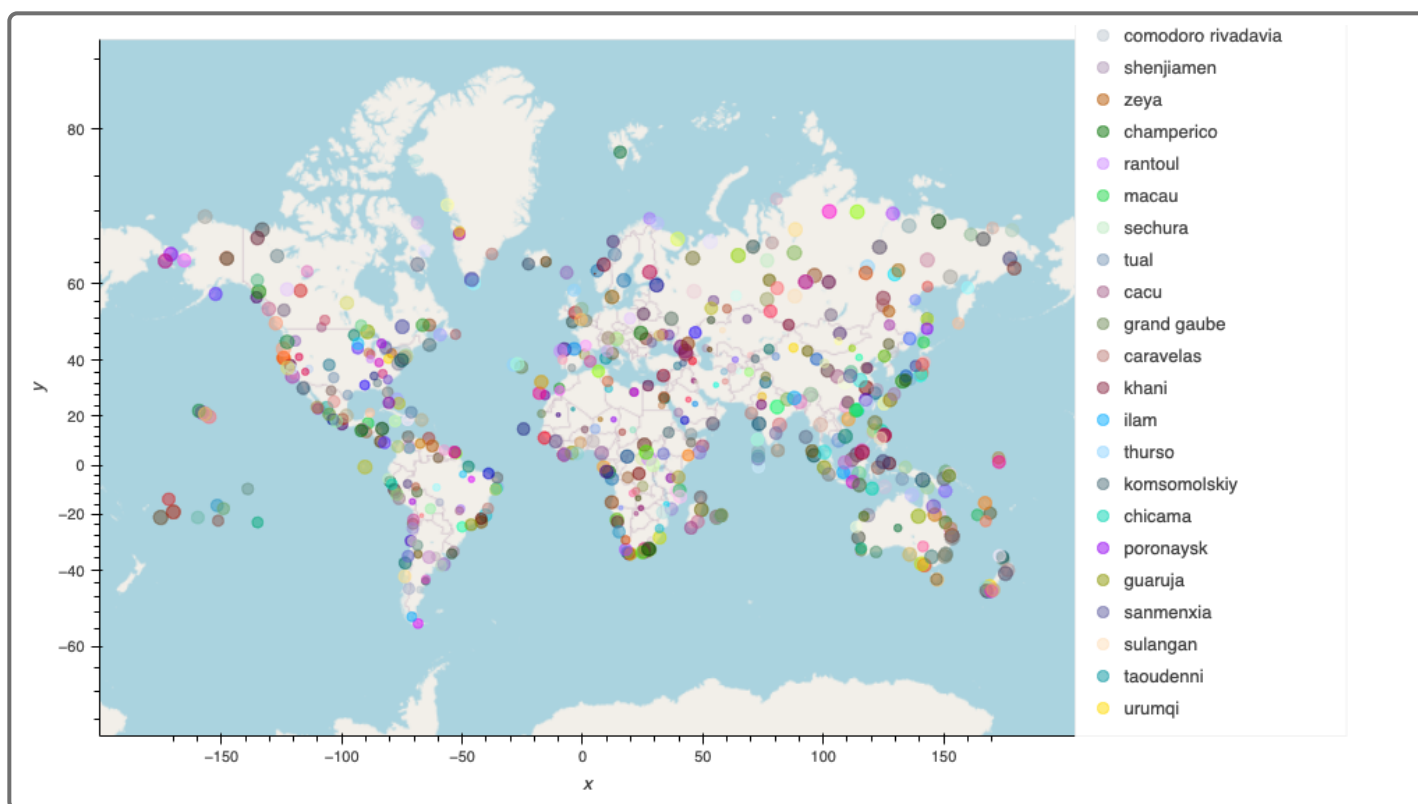 comodoro rivadavia
shenjiamen
zeya
champerico
rantoul
macau
sechura
tual
cacu
grand gaube
caravelas
khani
ilam
thurso
komsomolskiy
chicama
poronaysk
guaruja
sanmenxia
sulangan
taoudenni
urumqi
80
60
40
20
0
−20
−40
−60
y
−150 −100 −50 0 50 100 150
x